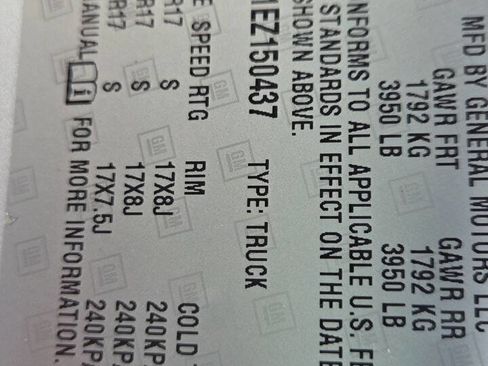 MFD BY GENERAL MOTORS LLC
GAWR FRT GAWR RR
1792 KG 1792 KG
3950 LB 3950 LB
NFORMS TO ALL APPLICABLE U.S. FE
STANDARDS IN EFFECT ON THE DATE
SHOWN ABOVE.
1EZ150437 TYPE: TRUCK
E SPEED RTG RIM COLD
R17 S 17X8J 240KP
R17 S 17X8J 240KP
R17 S 17X7.5J 240KP
MANUAL i FOR MORE INFORMATION.